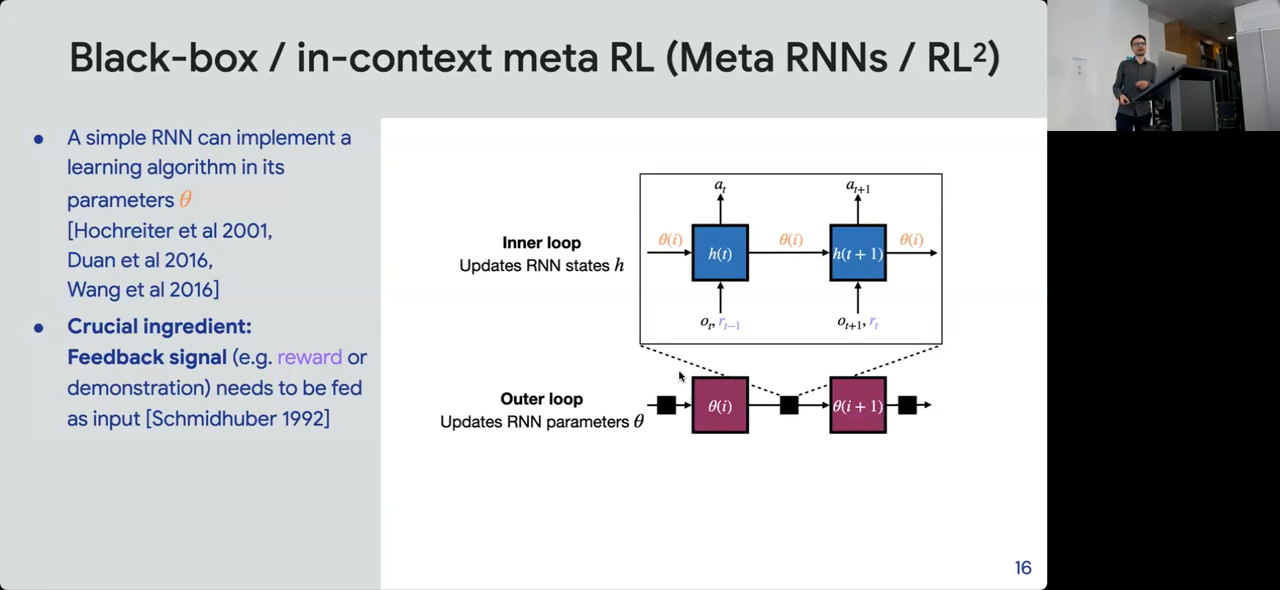 Black-box / in-context meta RL (Meta RNNs / RL²)
● A simple RNN can implement a
learning algorithm in its
parameters θ
[Hochreiter et al 2001,
Duan et al 2016,
Wang et al 2016]
● Crucial ingredient:
Feedback signal (e.g. reward or
demonstration) needs to be fed
as input [Schmidhuber 1992]
Inner loop
Updates RNN states h
aₜ
aₜ₊₁
θ(i)
h(t)
θ(i)
h(t + 1)
θ(i)
oₜ, rₜ₋₁
oₜ₊₁, rₜ
Outer loop
Updates RNN parameters θ
θ(i)
θ(i + 1)
16